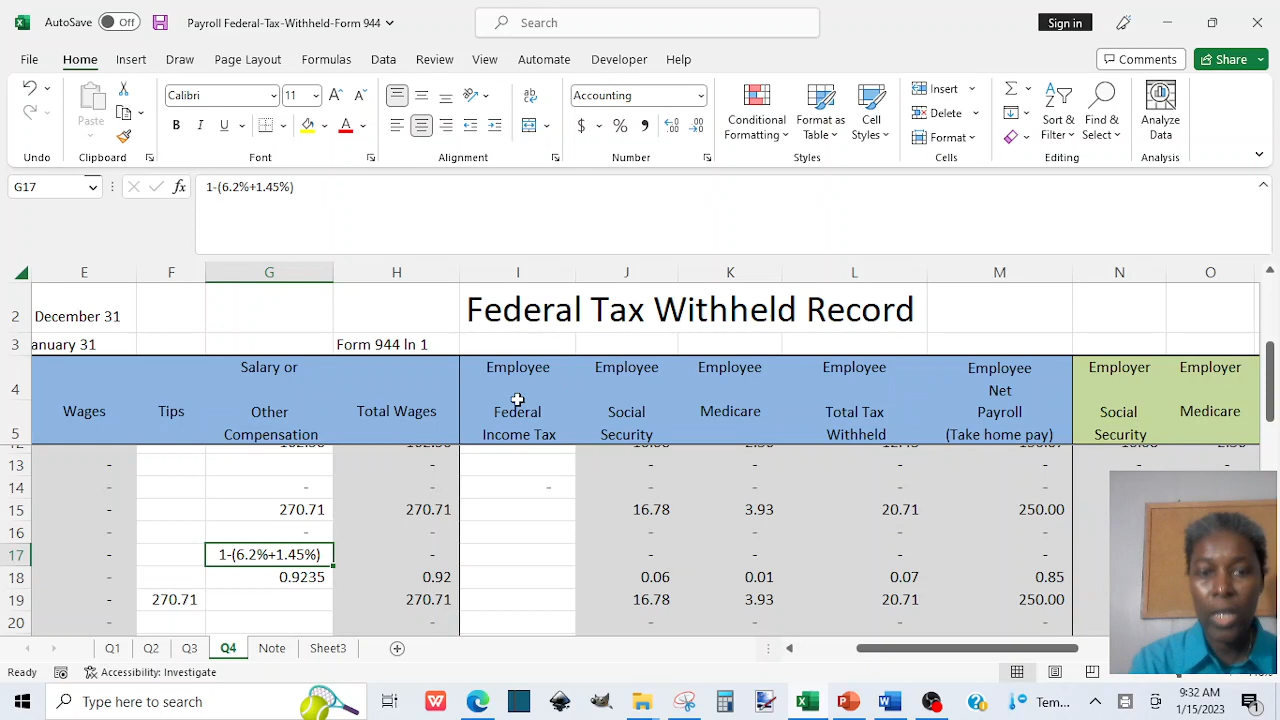 AutoSave Off Payroll Federal-Tax-Withheld-Form 944 Search Sign in
File Home Insert Draw Page Layout Formulas Data Review View Automate Developer Help Comments Share
Calibri 11 Accounting Insert
Paste Delete
Conditional Format as Cell Sort & Find & Analyze
Formatting Table Styles Format Filter Select Data
Undo Clipboard Font Alignment Number Styles Cells Editing Analysis
G17 fx 1-(6.2%+1.45%)
E F G H I J K L M N O
2 December 31 Federal Tax Withheld Record
3 anuary 31 Form 944 ln 1
Salary or Employee Employee Employee Employee Employee Employer Employer
4 Net
Wages Tips Other Total Wages Federal Social Medicare Total Tax Payroll Social Medicare
5 Compensation Income Tax Security Withheld (Take home pay) Security
13 - - - - - -
14 - - - - - - - -
15 - 270.71 270.71 16.78 3.93 20.71 250.00
16 - - - - - - -
17 - 1-(6.2%+1.45%) - - - - -
18 0.9235 0.92 0.06 0.01 0.07 0.85
19 - 270.71 270.71 16.78 3.93 20.71 250.00
20 - - - - - -
Q1 Q2 Q3 Q4 Note Sheet3
Ready Accessibility: Investigate
Type here to search W Tem... 9:32 AM
1/15/2023